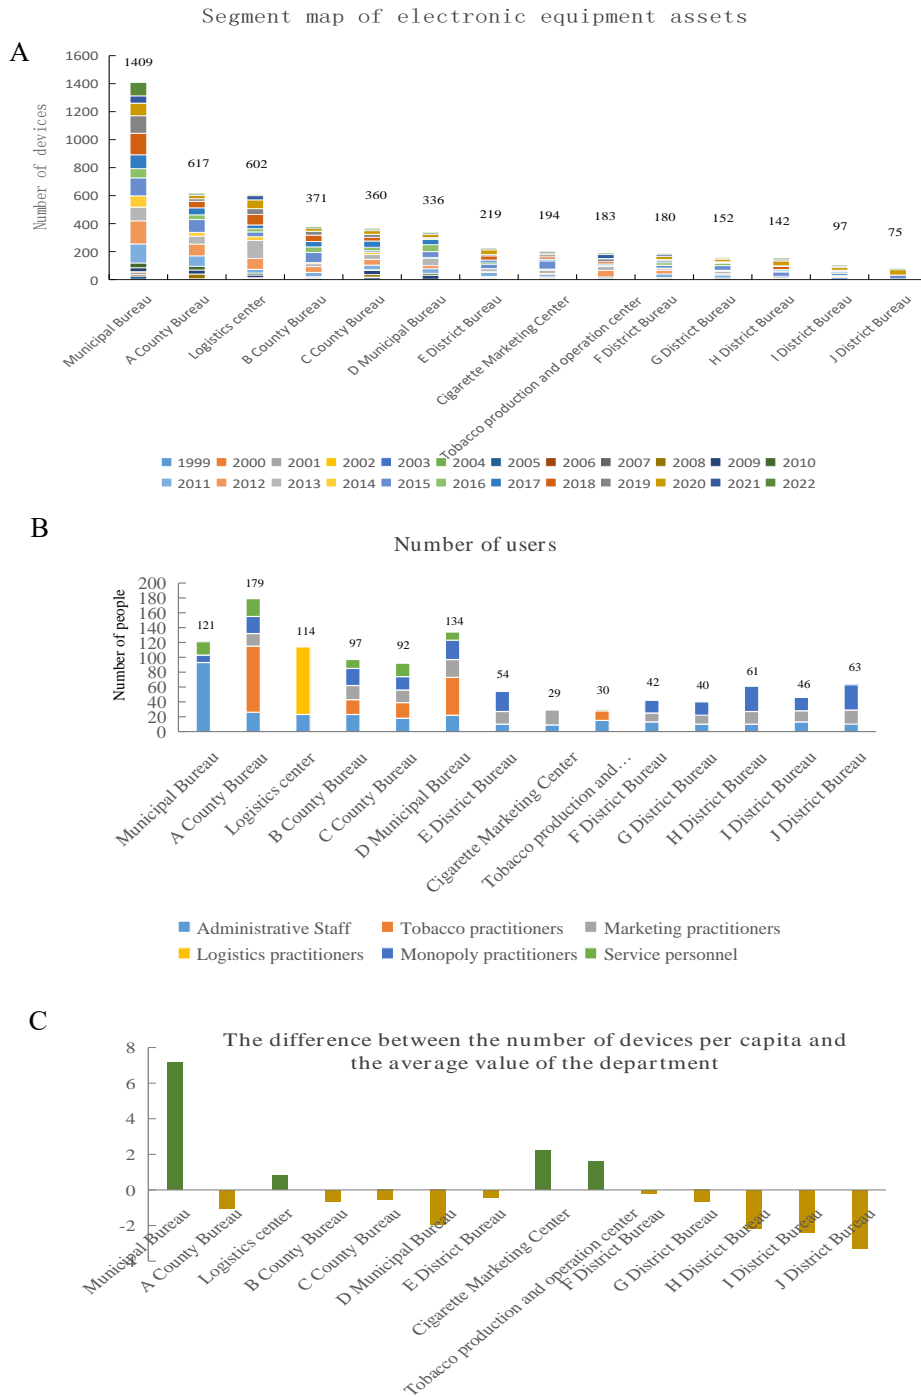 Segment map of electronic equipment assets
A
Number of devices
1600
1400
1200
1000
800
600
400
200
0
1409
617
602
371
360
336
219
194
183
180
152
142
97
75
Municipal Bureau
A County Bureau
Logistics center
B County Bureau
C County Bureau
D Municipal Bureau
E District Bureau
Cigarette Marketing Center
Tobacco production and operation center
F District Bureau
G District Bureau
H District Bureau
I District Bureau
J District Bureau
1999 2000 2001 2002 2003 2004 2005 2006 2007 2008 2009 2010
2011 2012 2013 2014 2015 2016 2017 2018 2019 2020 2021 2022
B
Number of users
Number of people
200
180
160
140
120
100
80
60
40
20
0
121
179
114
97
92
134
54
29
30
42
40
61
46
63
Municipal Bureau
A County Bureau
Logistics center
B County Bureau
C County Bureau
D Municipal Bureau
E District Bureau
Cigarette Marketing Center
Tobacco production and…
F District Bureau
G District Bureau
H District Bureau
I District Bureau
J District Bureau
Administrative Staff Tobacco practitioners Marketing practitioners
Logistics practitioners Monopoly practitioners Service personnel
C
The difference between the number of devices per capita and
the average value of the department
8
6
4
2
0
-2
-4
Municipal Bureau
A County Bureau
Logistics center
B County Bureau
C County Bureau
D Municipal Bureau
E District Bureau
Cigarette Marketing Center
Tobacco production and operation center
F District Bureau
G District Bureau
H District Bureau
I District Bureau
J District Bureau